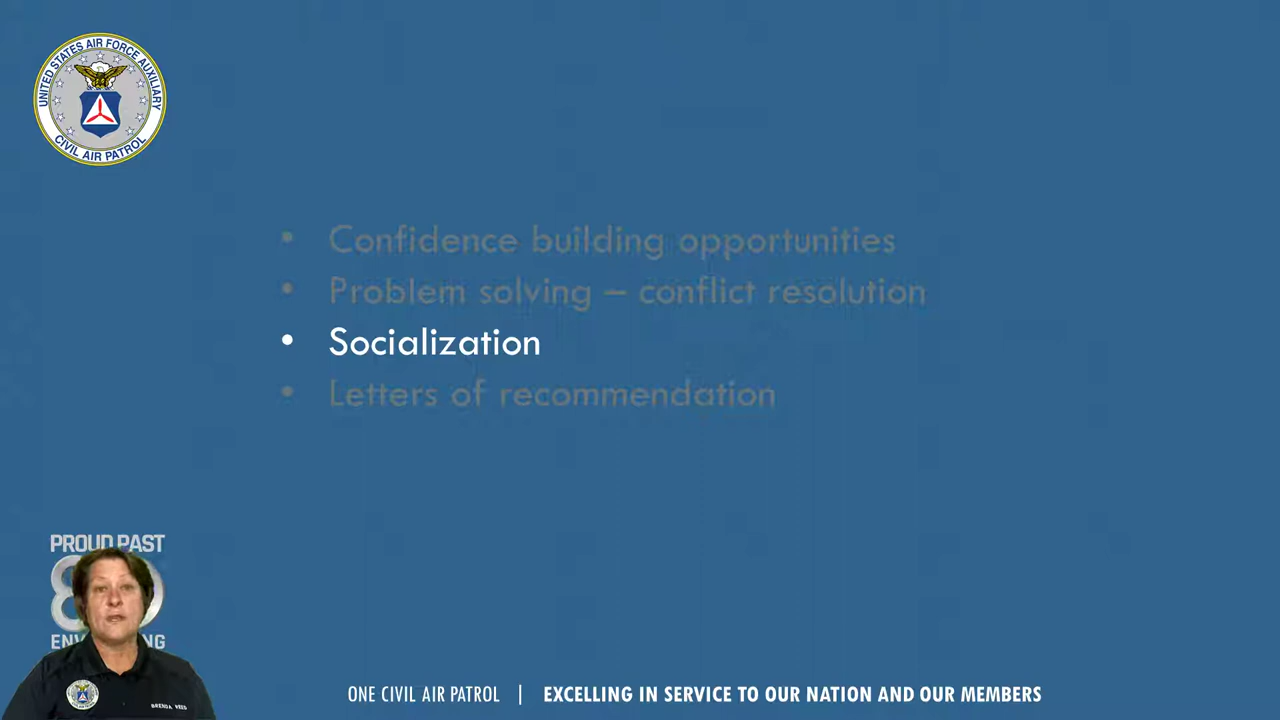 UNITED STATES AIR FORCE AUXILIARY
CIVIL AIR PATROL
• Confidence building opportunities
• Problem solving – conflict resolution
• Socialization
• Letters of recommendation
PROUD PAST
BRENDA
ONE CIVIL AIR PATROL | EXCELLING IN SERVICE TO OUR NATION AND OUR MEMBERS